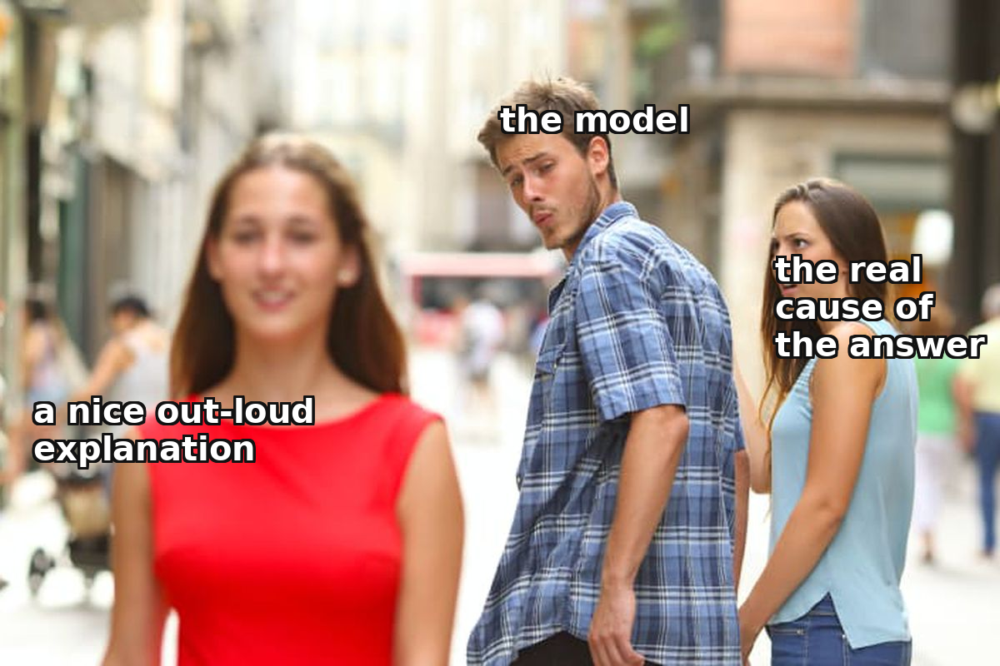 the model
the real
cause of
the answer
a nice out-loud
explanation